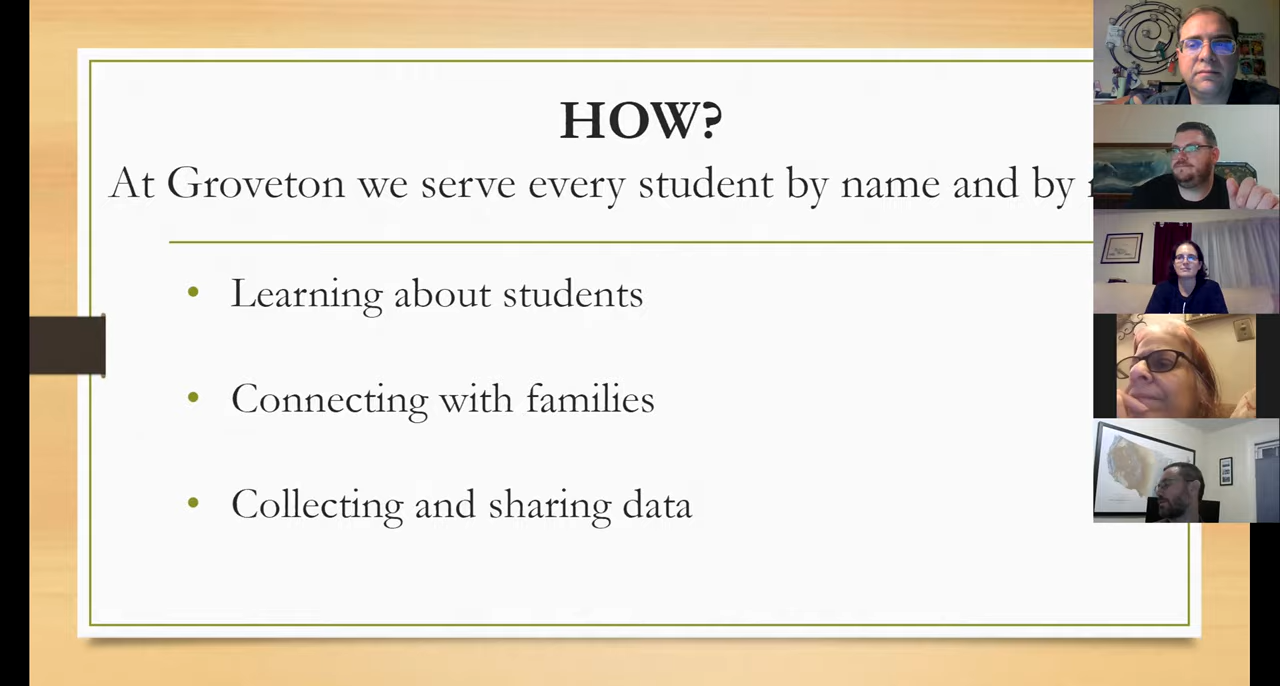 HOW?
At Groveton we serve every student by name and by
• Learning about students
• Connecting with families
• Collecting and sharing data